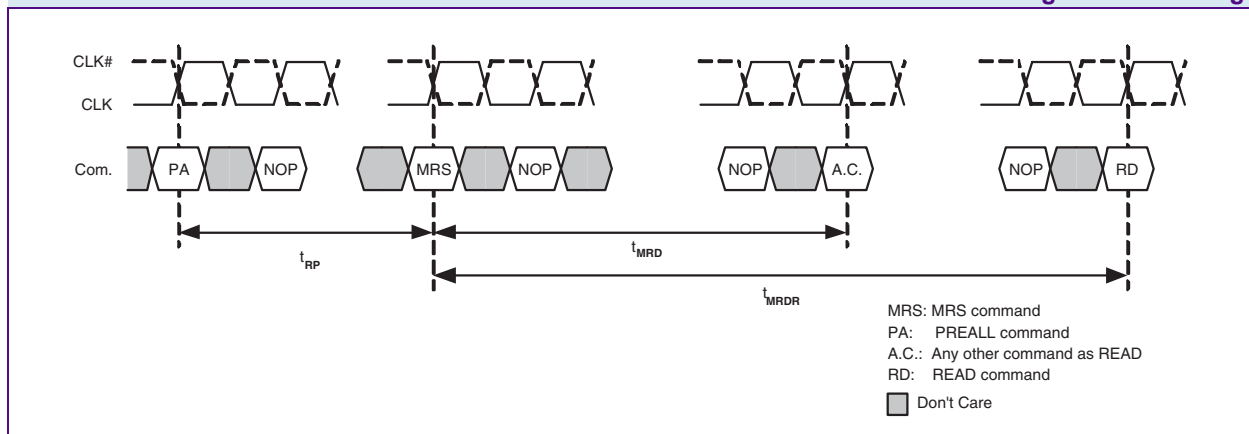 CLK#
CLK
Com.
PA
NOP
MRS
NOP
NOP
A.C.
NOP
RD
tRP
tMRD
tMRDR
MRS: MRS command
PA: PREALL command
A.C.: Any other command as READ
RD: READ command
Don't Care